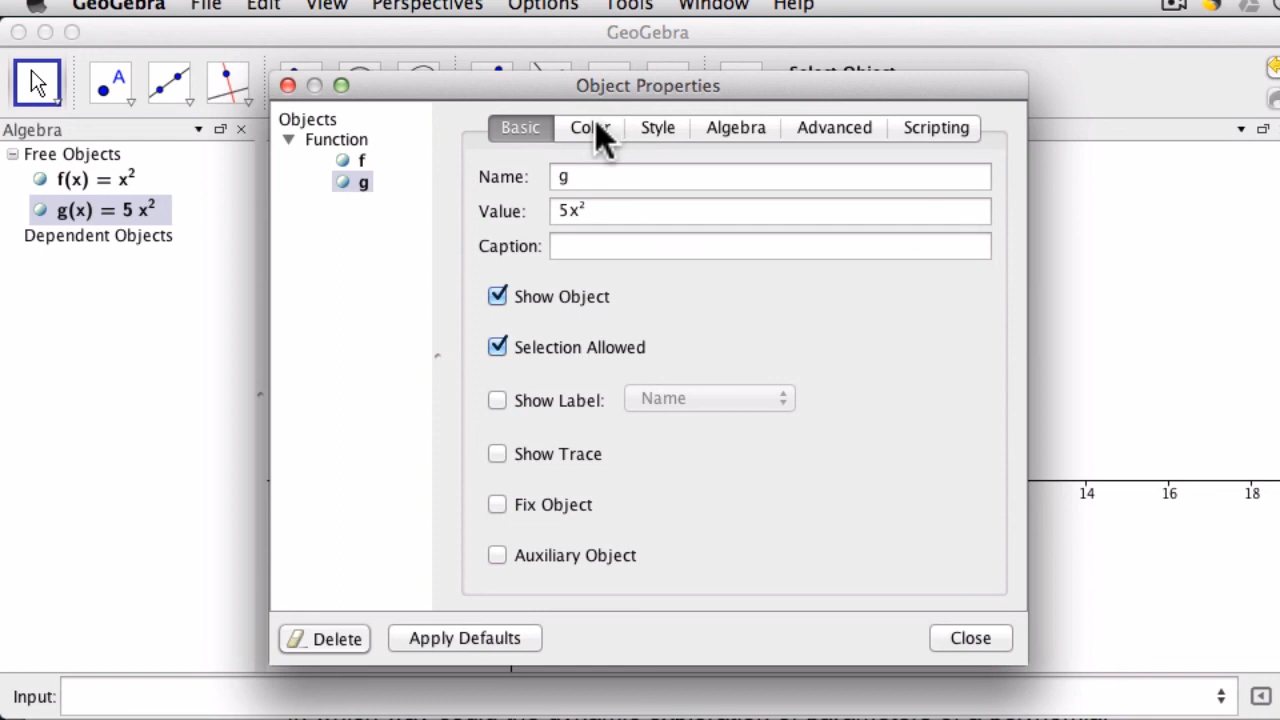 GeoGebra File Edit View Perspectives Options Tools Window Help
GeoGebra
A
Object Properties
Algebra
Free Objects
f(x) = x²
g(x) = 5 x²
Dependent Objects
Objects
Function
f
g
Basic Color Style Algebra Advanced Scripting
Name: g
Value: 5x²
Caption:
Show Object
Selection Allowed
Show Label: Name
Show Trace
Fix Object
Auxiliary Object
14 16 18
Delete Apply Defaults Close
Input: